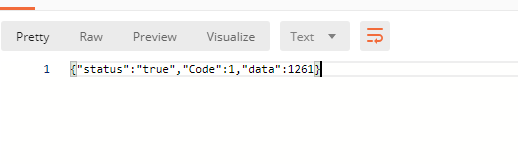 Pretty Raw Preview Visualize Text
1 {"status":"true","Code":1,"data":1261}